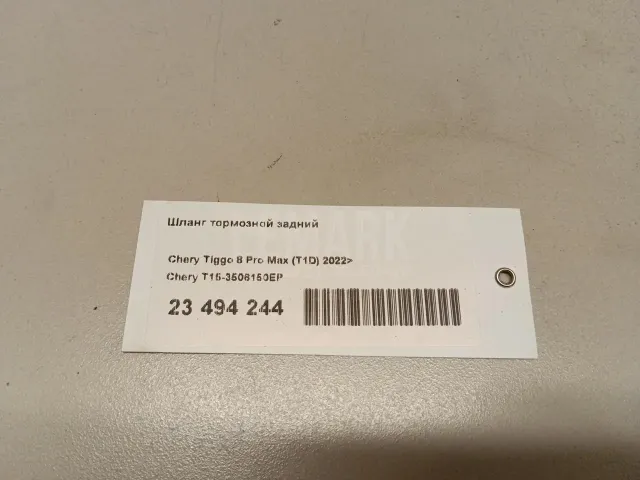 Шланг тормозной задний
Chery Tiggo 8 Pro Max (T1D) 2022>
Chery T15-3506150EP
23 494 244